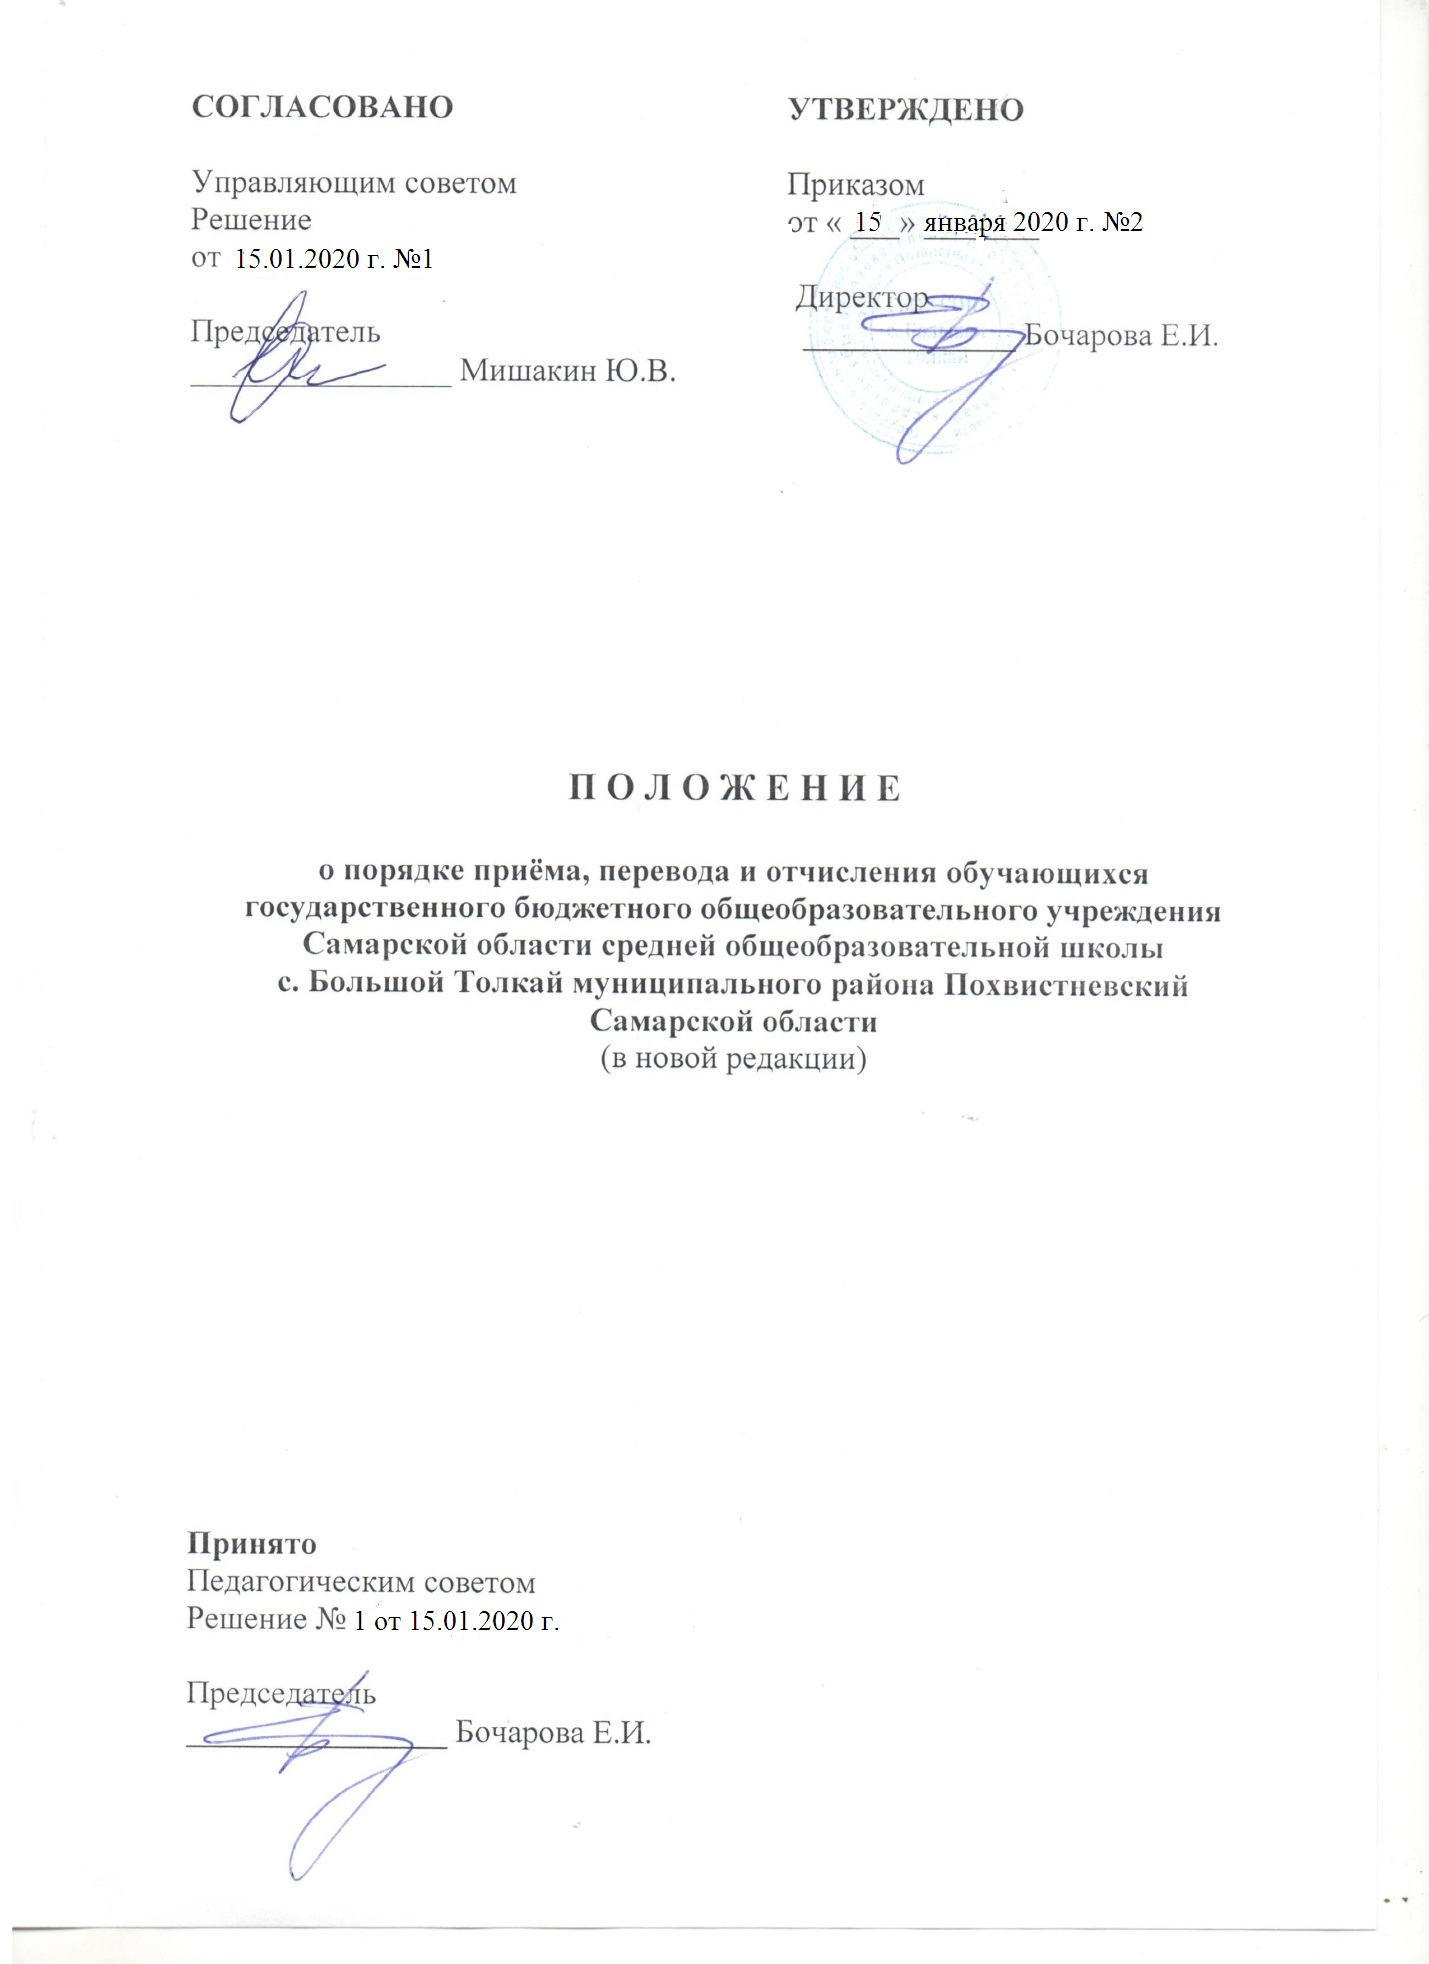 СОГЛАСОВАНО
Управляющим советом
Решение
от 15.01.2020 г. №1
Председатель
Мишакин Ю.В.
УТВЕРЖДЕНО
Приказом
от « 15 » января 2020 г. №2
Директор
Бочарова Е.И.
П О Л О Ж Е Н И Е
о порядке приёма, перевода и отчисления обучающихся
государственного бюджетного общеобразовательного учреждения
Самарской области средней общеобразовательной школы
с. Большой Толкай муниципального района Похвистневский
Самарской области
(в новой редакции)
Принято
Педагогическим советом
Решение № 1 от 15.01.2020 г.
Председатель
Бочарова Е.И.